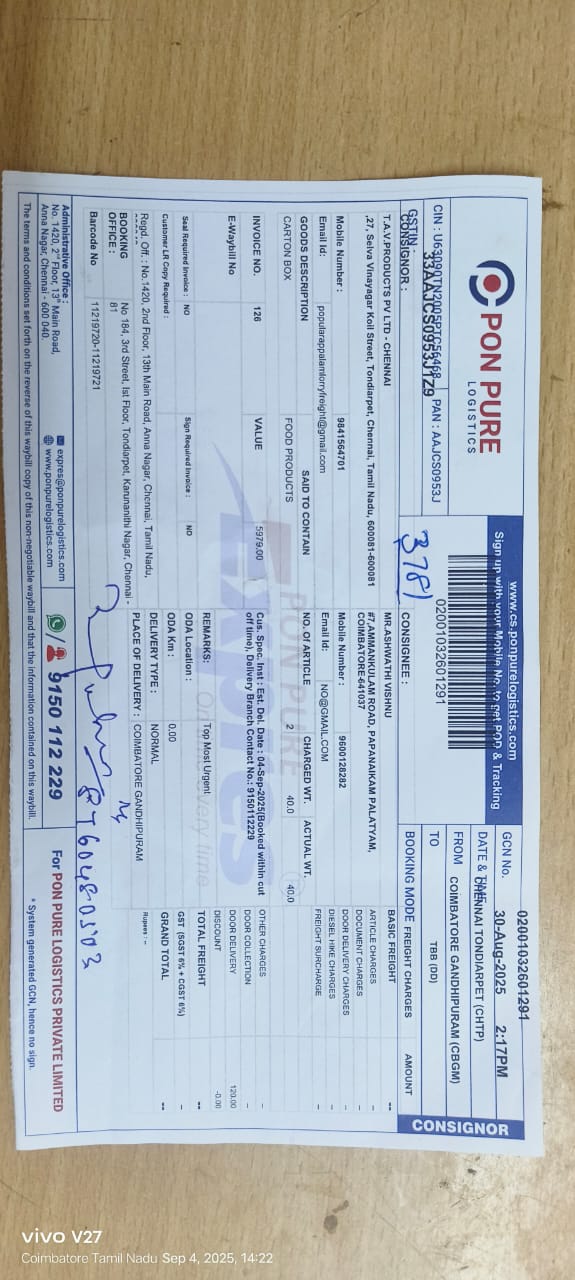 PON PURE
LOGISTICS
CIN : U63090TN2005PTC56468 PAN : AAJCS0953J
GSTIN : 33AAJCS0953J1Z9
www.cs.ponpurelogistics.com
Sign up with your Mobile No. to get POD & Tracking
02001032601291
3781
GCN No. 02001032601291
DATE & TIME 30-Aug-2025 2:17PM
FROM CHENNAI TONDIARPET (CHTP)
TO COIMBATORE GANDHIPURAM (CBGM)
TBB (DD)
CONSIGNOR
CONSIGNOR :
T.A.V.PRODUCTS PV LTD - CHENNAI
,27, Selva Vinayagar Koil Street, Tondiarpet, Chennai, Tamil Nadu, 600081-600081
Mobile Number : 9841564701
Email Id: popularappalamlorryfreight@gmail.com
CONSIGNEE :
MR.ASHWATHI VISHNU
#7,AMMANKULAM ROAD, PAPANAIKAM PALATYAM,
COIMBATORE-641037
Mobile Number : 9600128282
Email Id: NO@GMAIL.COM
BOOKING MODE FREIGHT CHARGES AMOUNT
BASIC FREIGHT --
ARTICLE CHARGES –
DOCUMENT CHARGES –
DOOR DELIVERY CHARGES –
DIESEL HIKE CHARGES –
FREIGHT SURCHARGE –
OTHER CHARGES –
DOOR COLLECTION –
DOOR DELIVERY 120.00
DISCOUNT -0.00
TOTAL FREIGHT --
GST (SGST 6% + CGST 6%) –
GRAND TOTAL --
Rupees : –
GOODS DESCRIPTION SAID TO CONTAIN NO. OF ARTICLE CHARGED WT. ACTUAL WT.
CARTON BOX FOOD PRODUCTS 2 40.0 40.0
INVOICE NO. 126 VALUE 5979.00
E-Waybill No
Cus. Spec. Inst : Est. Del. Date : 04-Sep-2025(Booked within cut
off time), Delivery Branch Contact No.: 9150112229
REMARKS: Top Most Urgent
Seal Required Invoice : NO Sign Required Invoice : NO
ODA Location :
Customer LR Copy Required :
ODA Km : 0.00
DELIVERY TYPE : NORMAL
PLACE OF DELIVERY : COIMBATORE GANDHIPURAM
Regd. Off. : No.1420, 2nd Floor, 13th Main Road, Anna Nagar, Chennai, Tamil Nadu,
BOOKING OFFICE : No 184, 3rd Street, Ist Floor, Tondiarpet, Karunanithi Nagar, Chennai -
81
Barcode No 11219720-11219721
PON PURE
Express
On delivery time
8760480503
Administrative Office :
No. 1420, 2nd Floor, 13th Main Road,
Anna Nagar, Chennai - 600 040
expres@ponpurelogistics.com
www.ponpurelogistics.com
9150 112 229
For PON PURE LOGISTICS PRIVATE LIMITED
The terms and conditions set forth on the reverse of this waybill copy of this non-negotiable waybill and that the information contained on this waybill.
* System generated GCN, hence no sign.
vivo V27
Coimbatore Tamil Nadu Sep 4, 2025, 14:22